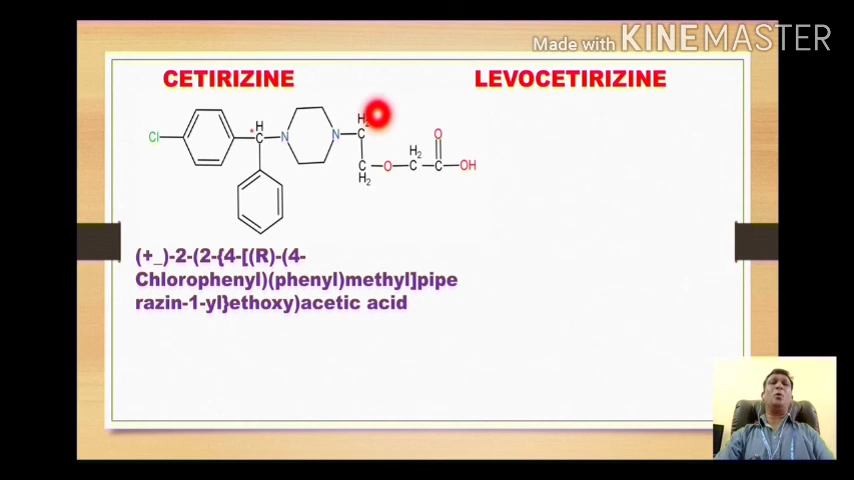 Made with KINEMASTER
CETIRIZINE
LEVOCETIRIZINE
H
H2
Cl
*
C
N
N
C
O
H2
C
O
C
C
OH
H2
(+_)-2-(2-{4-[(R)-(4-
Chlorophenyl)(phenyl)methyl]pipe
razin-1-yl}ethoxy)acetic acid